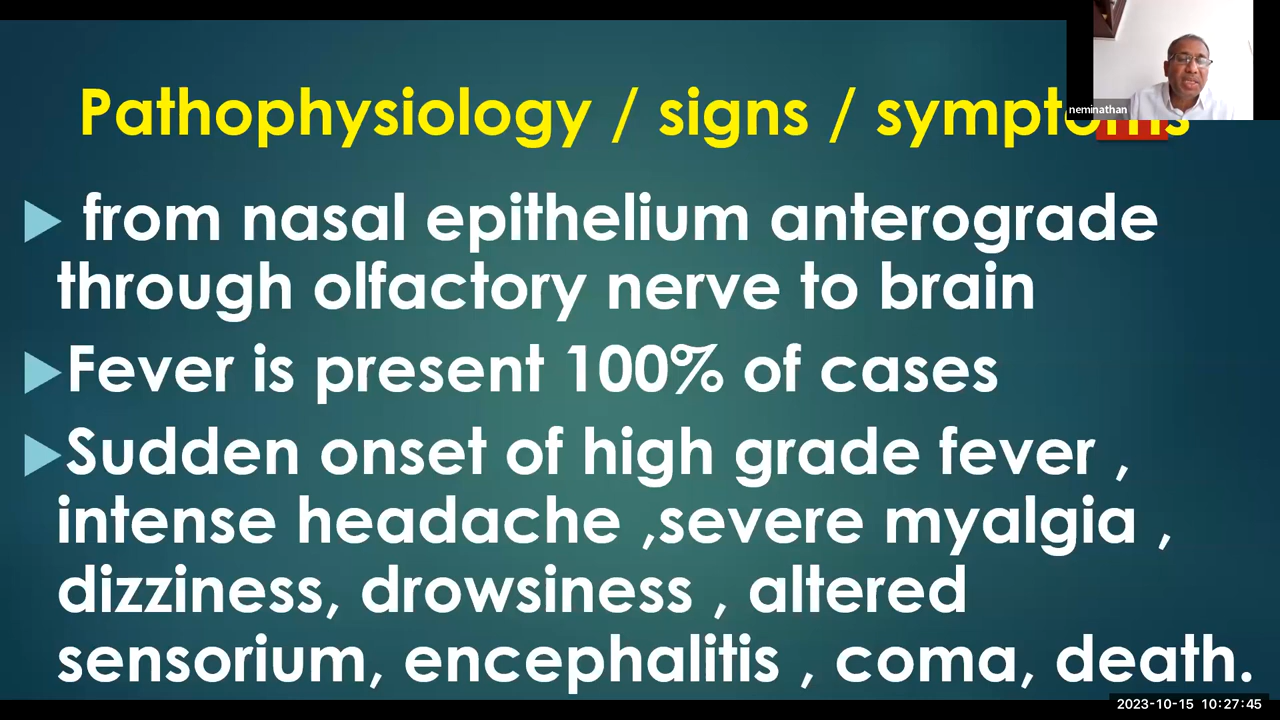 Pathophysiology / signs / symptoms
neminathan
from nasal epithelium anterograde
through olfactory nerve to brain
Fever is present 100% of cases
Sudden onset of high grade fever ,
intense headache ,severe myalgia ,
dizziness, drowsiness , altered
sensorium, encephalitis , coma, death.
2023-10-15 10:27:45